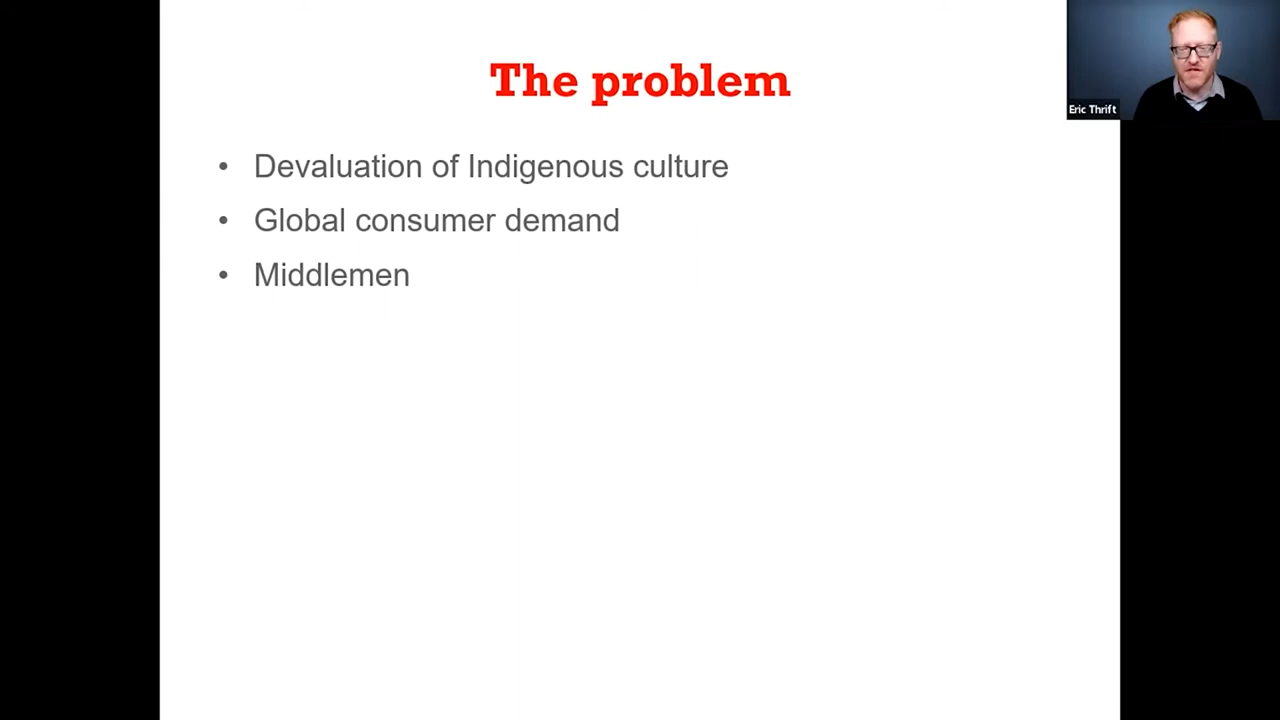 The problem
Eric Thrift
• Devaluation of Indigenous culture
• Global consumer demand
• Middlemen